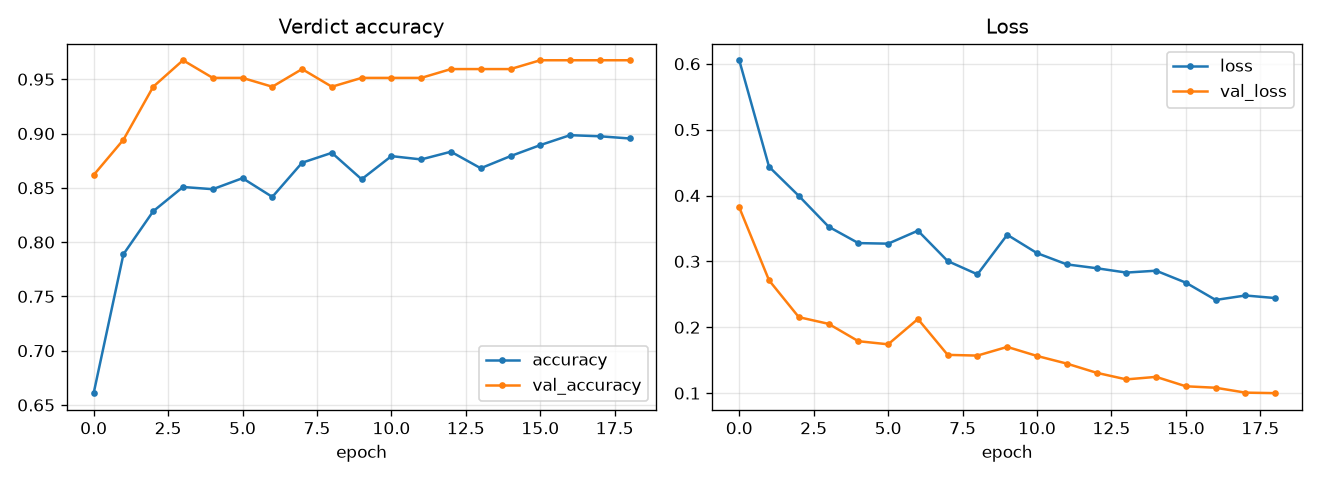 Verdict accuracy
0.95
0.90
0.85
0.80
0.75
0.70
0.65
accuracy
val_accuracy
0.0 2.5 5.0 7.5 10.0 12.5 15.0 17.5
epoch
Loss
0.6
0.5
0.4
0.3
0.2
0.1
loss
val_loss
0.0 2.5 5.0 7.5 10.0 12.5 15.0 17.5
epoch